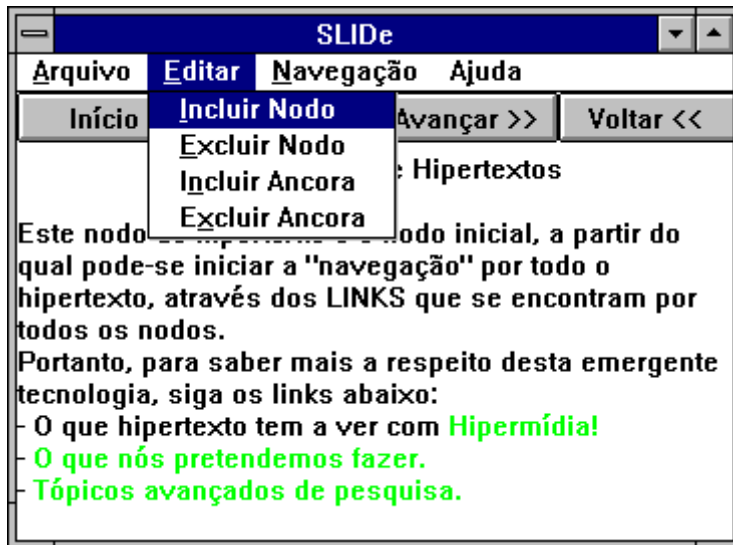 SLIDe
Arquivo Editar Navegação Ajuda
Início Avançar >> Voltar <<
Incluir Nodo
Excluir Nodo
Incluir Ancora
Excluir Ancora
Hipertextos
Este nodo nodo inicial, a partir do
qual pode-se iniciar a "navegação" por todo o
hipertexto, através dos LINKS que se encontram por
todos os nodos.
Portanto, para saber mais a respeito desta emergente
tecnologia, siga os links abaixo:
- O que hipertexto tem a ver com Hipermídia!
- O que nós pretendemos fazer.
- Tópicos avançados de pesquisa.